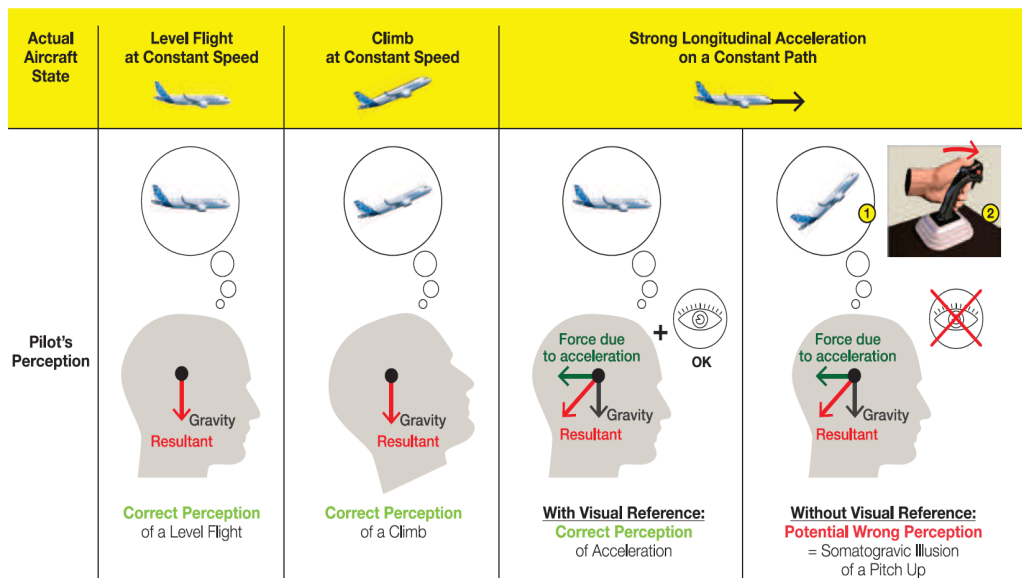 Actual
Aircraft
State
Level Flight
at Constant Speed
Climb
at Constant Speed
Strong Longitudinal Acceleration
on a Constant Path
Pilot's
Perception
Gravity
Resultant
Correct Perception
of a Level Flight
Gravity
Resultant
Correct Perception
of a Climb
+
OK
Force due
to acceleration
Gravity
Resultant
With Visual Reference:
Correct Perception
of Acceleration
1
2
Force due
to acceleration
Gravity
Resultant
Without Visual Reference:
Potential Wrong Perception
= Somatogravic Illusion
of a Pitch Up